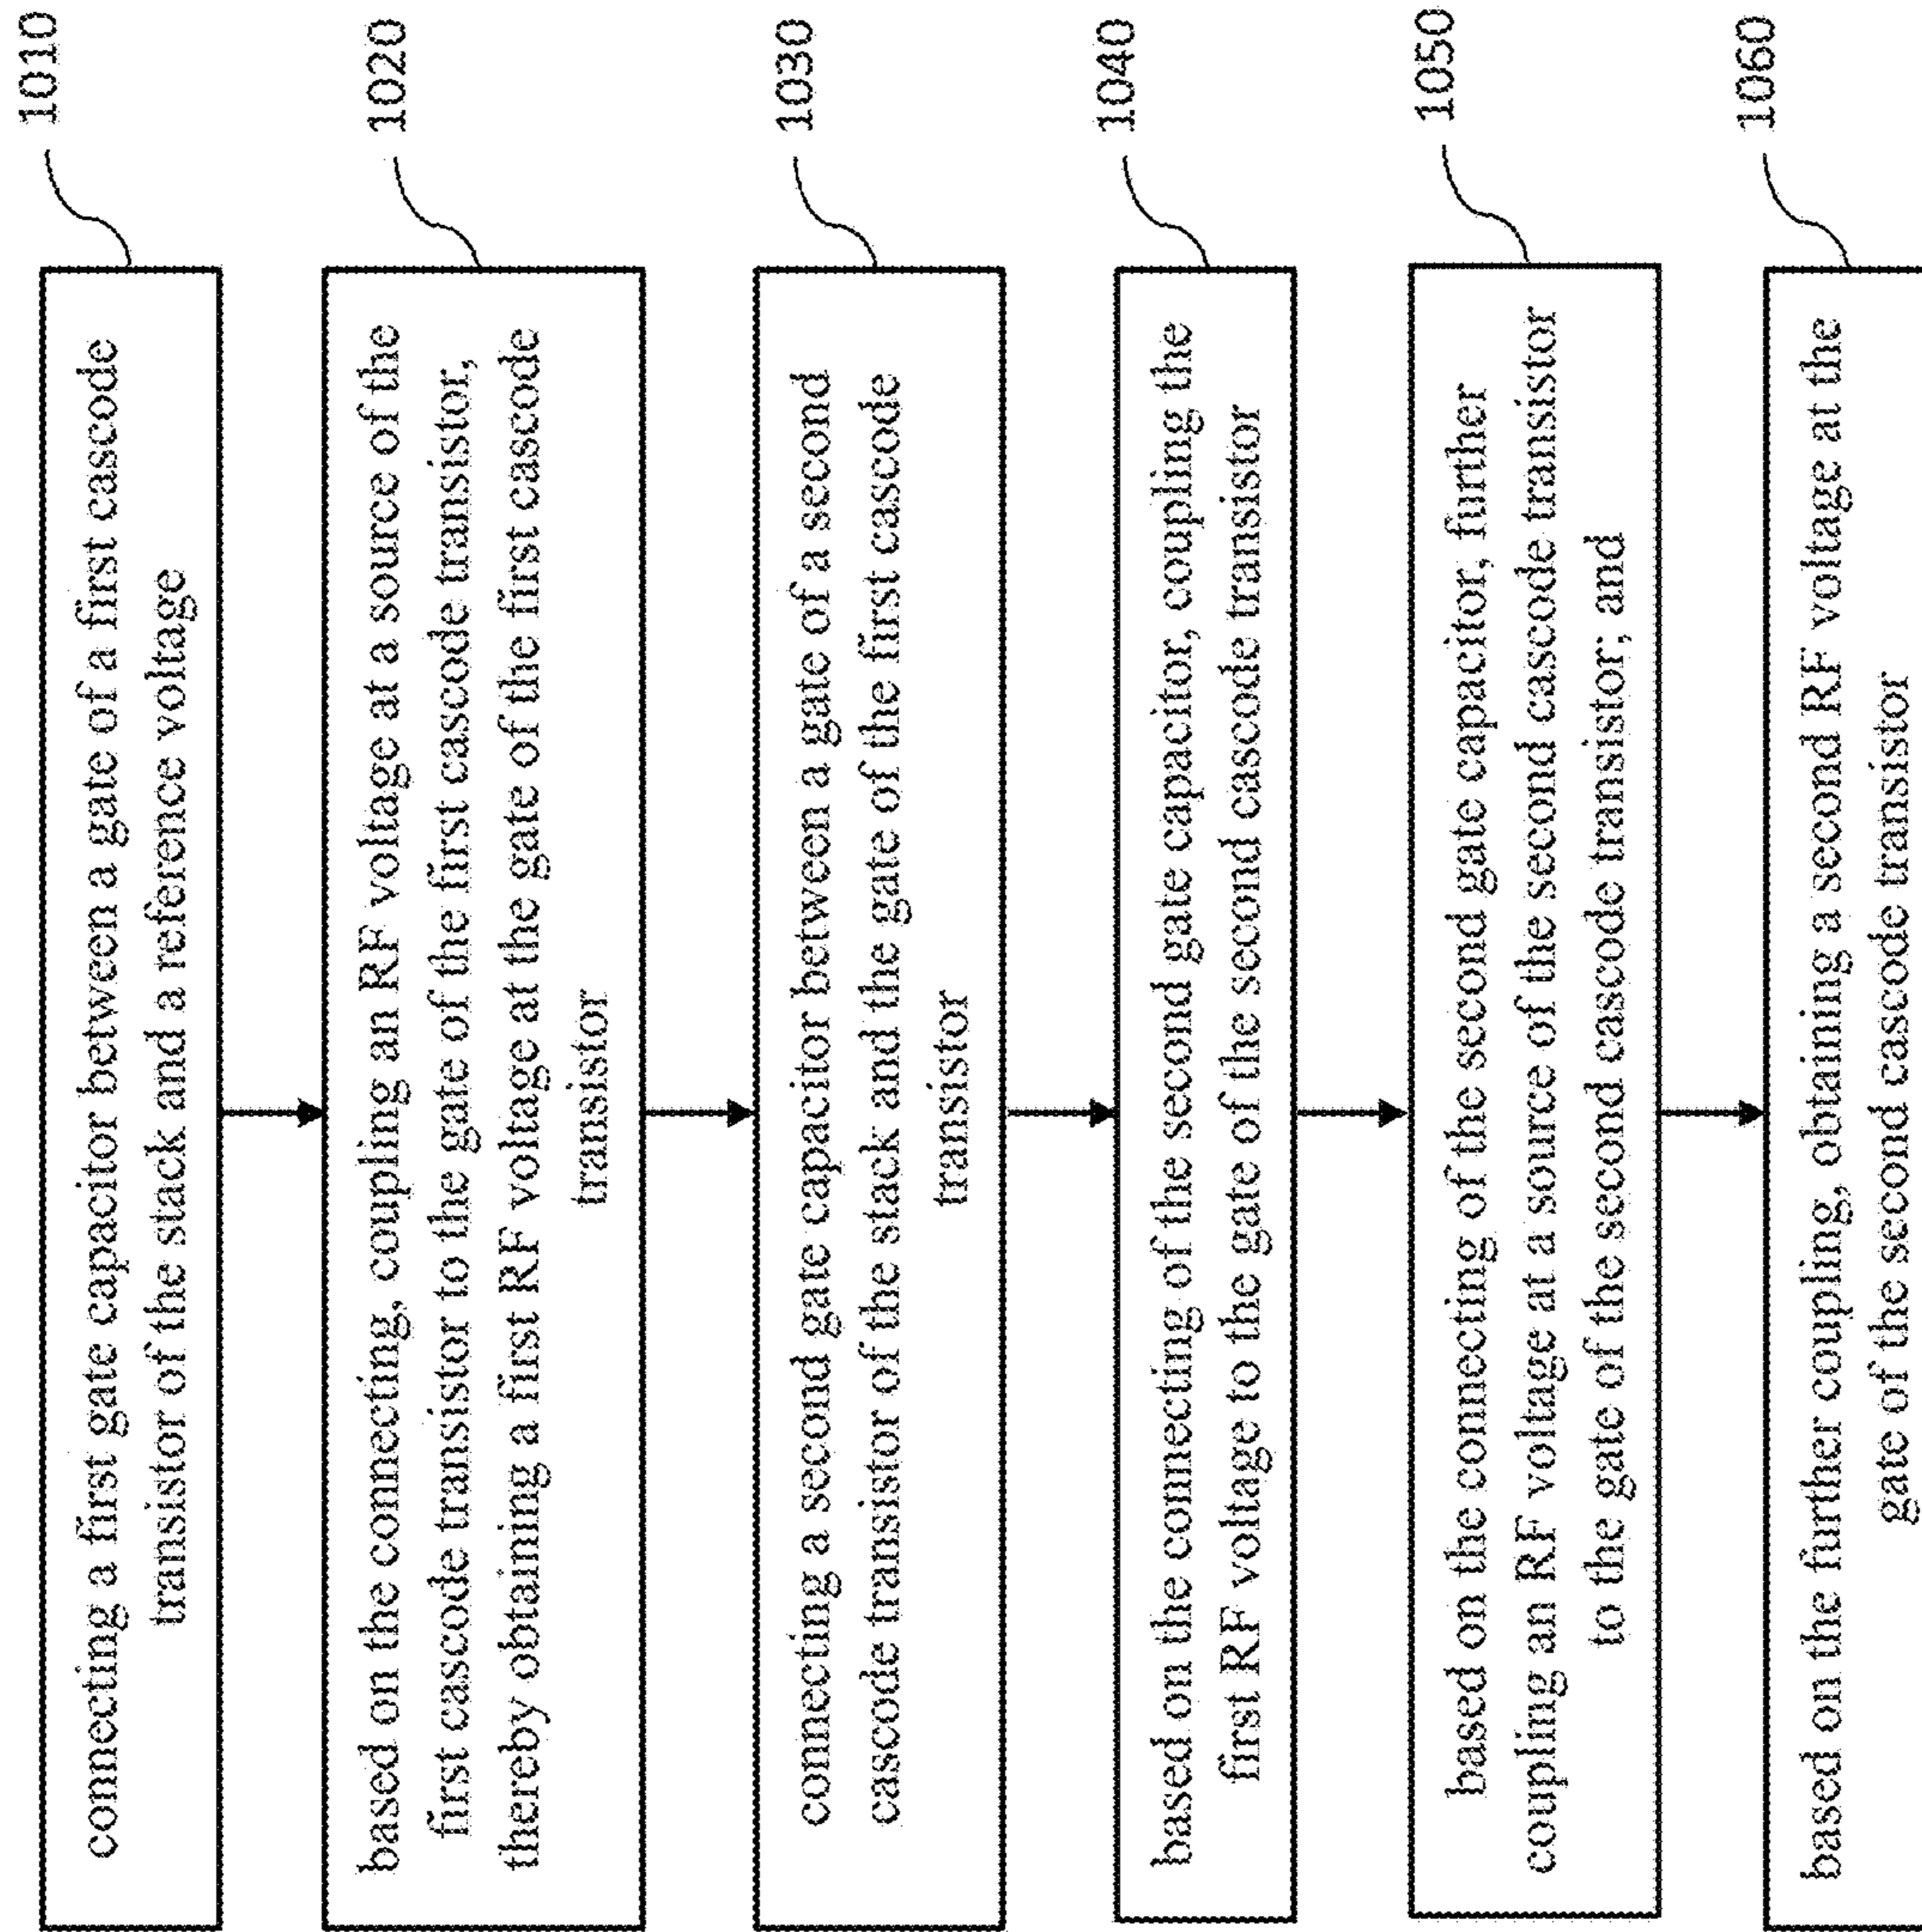 connecting a first gate capacitor between a gate of a first cascode
transistor of the stack and a reference voltage
1010
based on the connecting, coupling an RF voltage at a source of the
first cascode transistor to the gate of the first cascode transistor,
thereby obtaining a first RF voltage at the gate of the first cascode
transistor
1020
connecting a second gate capacitor between a gate of a second
cascode transistor of the stack and the gate of the first cascode
transistor
1030
based on the connecting of the second gate capacitor, coupling the
first RF voltage to the gate of the second cascode transistor
1040
based on the connecting of the second gate capacitor, further
coupling an RF voltage at a source of the second cascode transistor
to the gate of the second cascode transistor; and
1050
based on the further coupling, obtaining a second RF voltage at the
gate of the second cascode transistor
1060